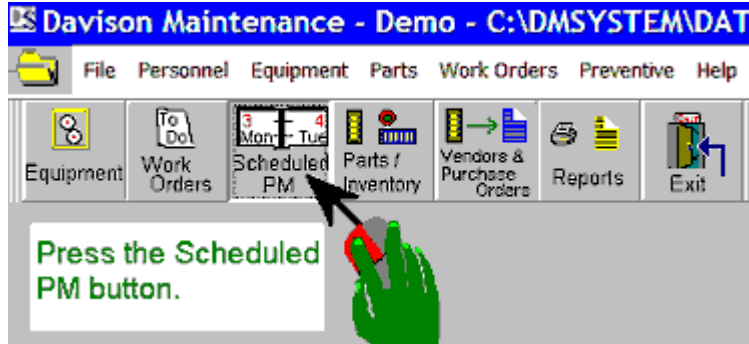 DS Davison Maintenance - Demo - C:\DMSYSTEM\DAT
File Personnel Equipment Parts Work Orders Preventive Help
Equipment
To Do
Work Orders
3 4
Mon Tue
Scheduled PM
Parts / Inventory
Vendors & Purchase Orders
Reports
Exit
Press the Scheduled
PM button.